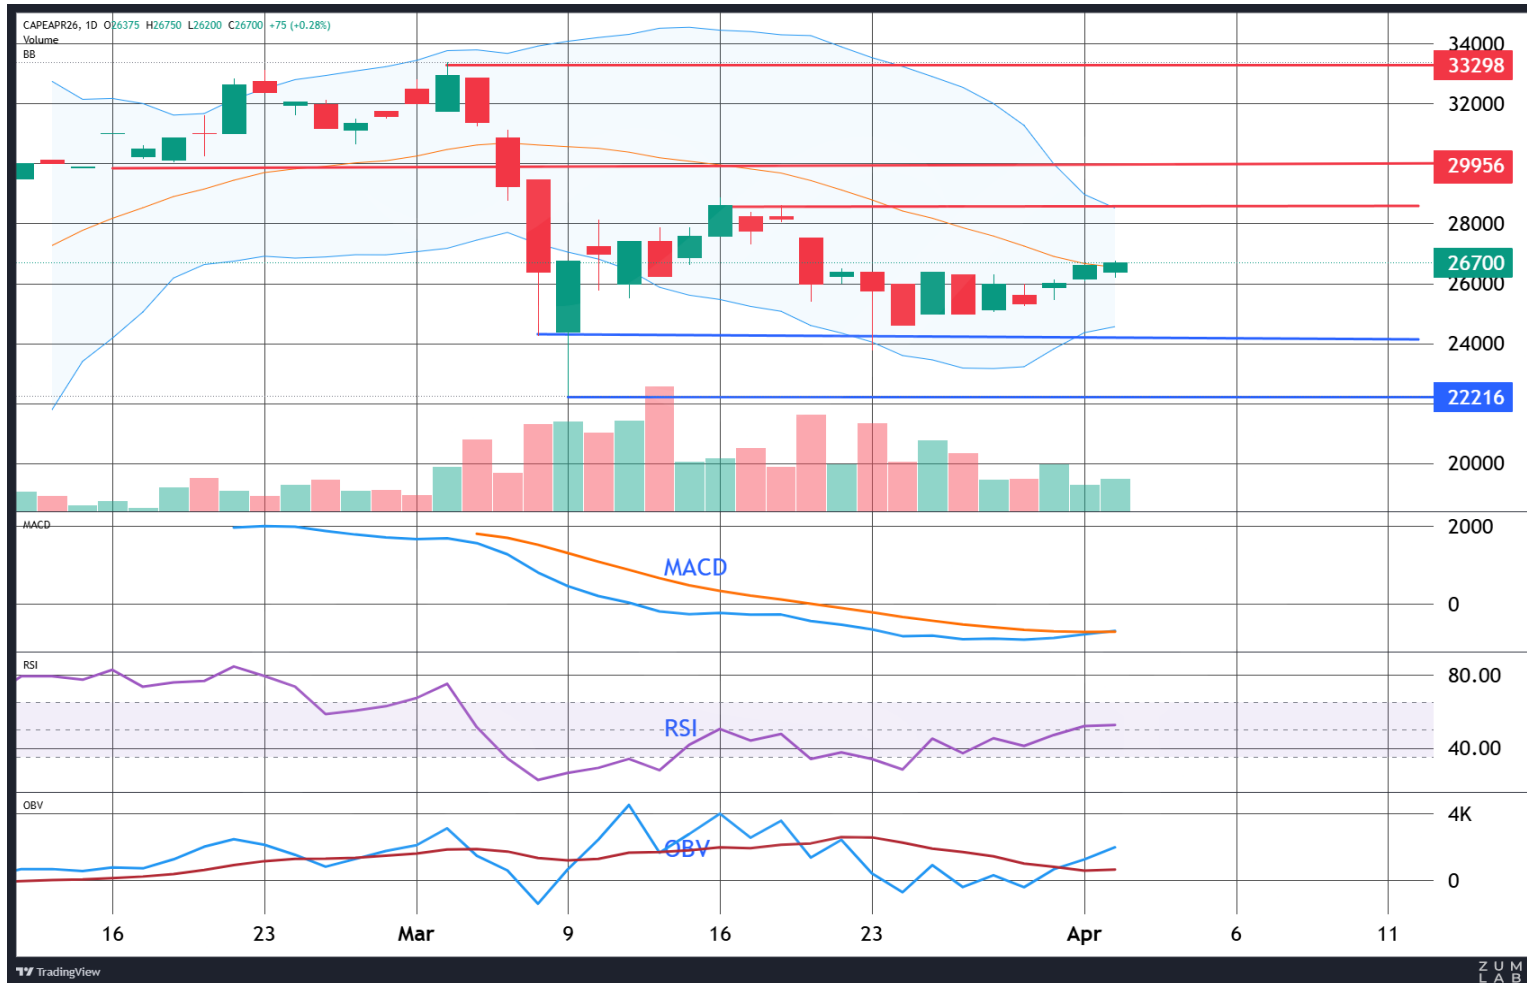 CAPEAPR26, 1D O26375 H26750 L26200 C26700 +75 (+0.28%)
Volume
BB
34000
33298
32000
29956
28000
26700
26000
24000
22216
20000
MACD
2000
MACD
0
RSI
80.00
RSI
40.00
OBV
4K
OBV
0
16 23 Mar 9 16 23 Apr 6 11
TradingView
ZUM
LAB